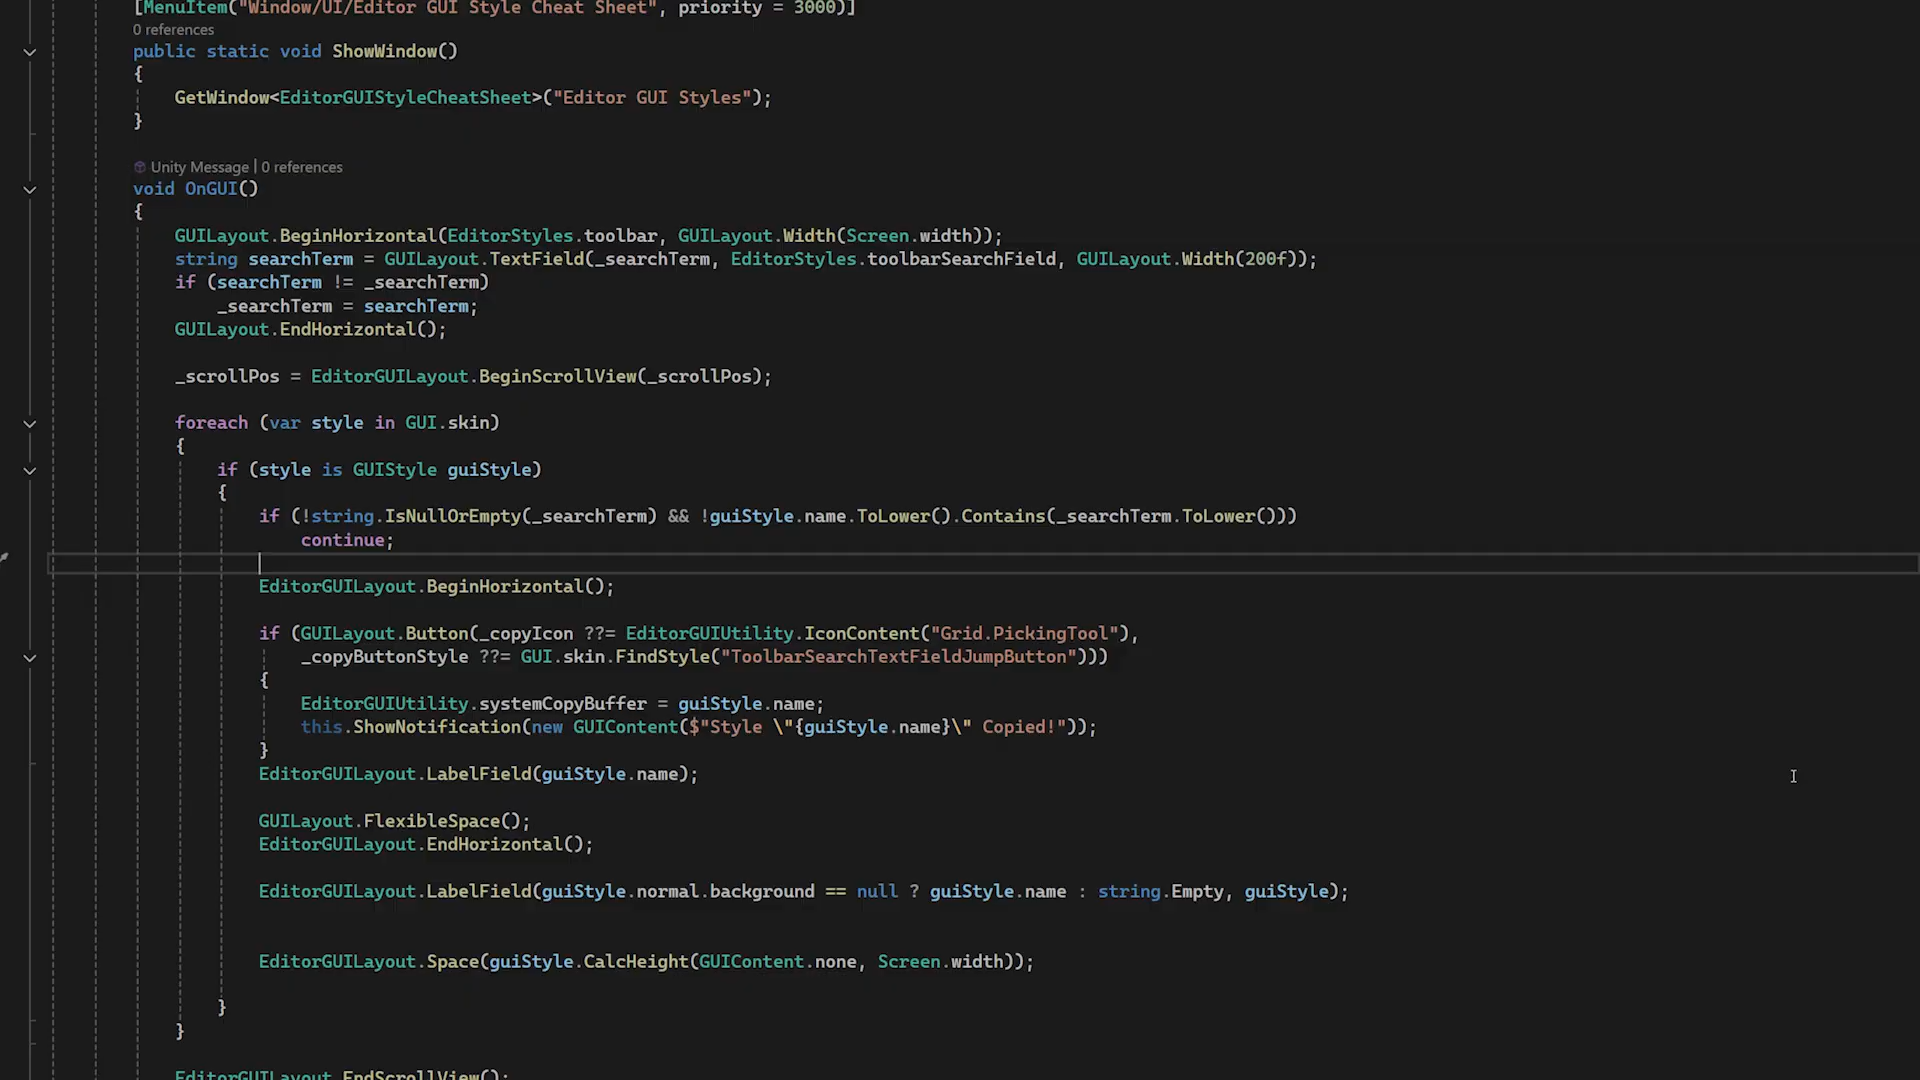 [MenuItem("Window/UI/Editor GUI Style Cheat Sheet", priority = 3000)]
0 references
public static void ShowWindow()
{
GetWindow<EditorGUIStyleCheatSheet>("Editor GUI Styles");
}
Unity Message | 0 references
void OnGUI()
{
GUILayout.BeginHorizontal(EditorStyles.toolbar, GUILayout.Width(Screen.width));
string searchTerm = GUILayout.TextField(_searchTerm, EditorStyles.toolbarSearchField, GUILayout.Width(200f));
if (searchTerm != _searchTerm)
_searchTerm = searchTerm;
GUILayout.EndHorizontal();
_scrollPos = EditorGUILayout.BeginScrollView(_scrollPos);
foreach (var style in GUI.skin)
{
if (style is GUIStyle guiStyle)
{
if (!string.IsNullOrEmpty(_searchTerm) && !guiStyle.name.ToLower().Contains(_searchTerm.ToLower()))
continue;
EditorGUILayout.BeginHorizontal();
if (GUILayout.Button(_copyIcon ??= EditorGUIUtility.IconContent("Grid.PickingTool"),
_copyButtonStyle ??= GUI.skin.FindStyle("ToolbarSearchTextFieldJumpButton")))
{
EditorGUIUtility.systemCopyBuffer = guiStyle.name;
this.ShowNotification(new GUIContent($"Style \"{guiStyle.name}\" Copied!"));
}
EditorGUILayout.LabelField(guiStyle.name);
GUILayout.FlexibleSpace();
EditorGUILayout.EndHorizontal();
EditorGUILayout.LabelField(guiStyle.normal.background == null ? guiStyle.name : string.Empty, guiStyle);
EditorGUILayout.Space(guiStyle.CalcHeight(GUIContent.none, Screen.width));
}
}
EditorGUILayout.EndScrollView();